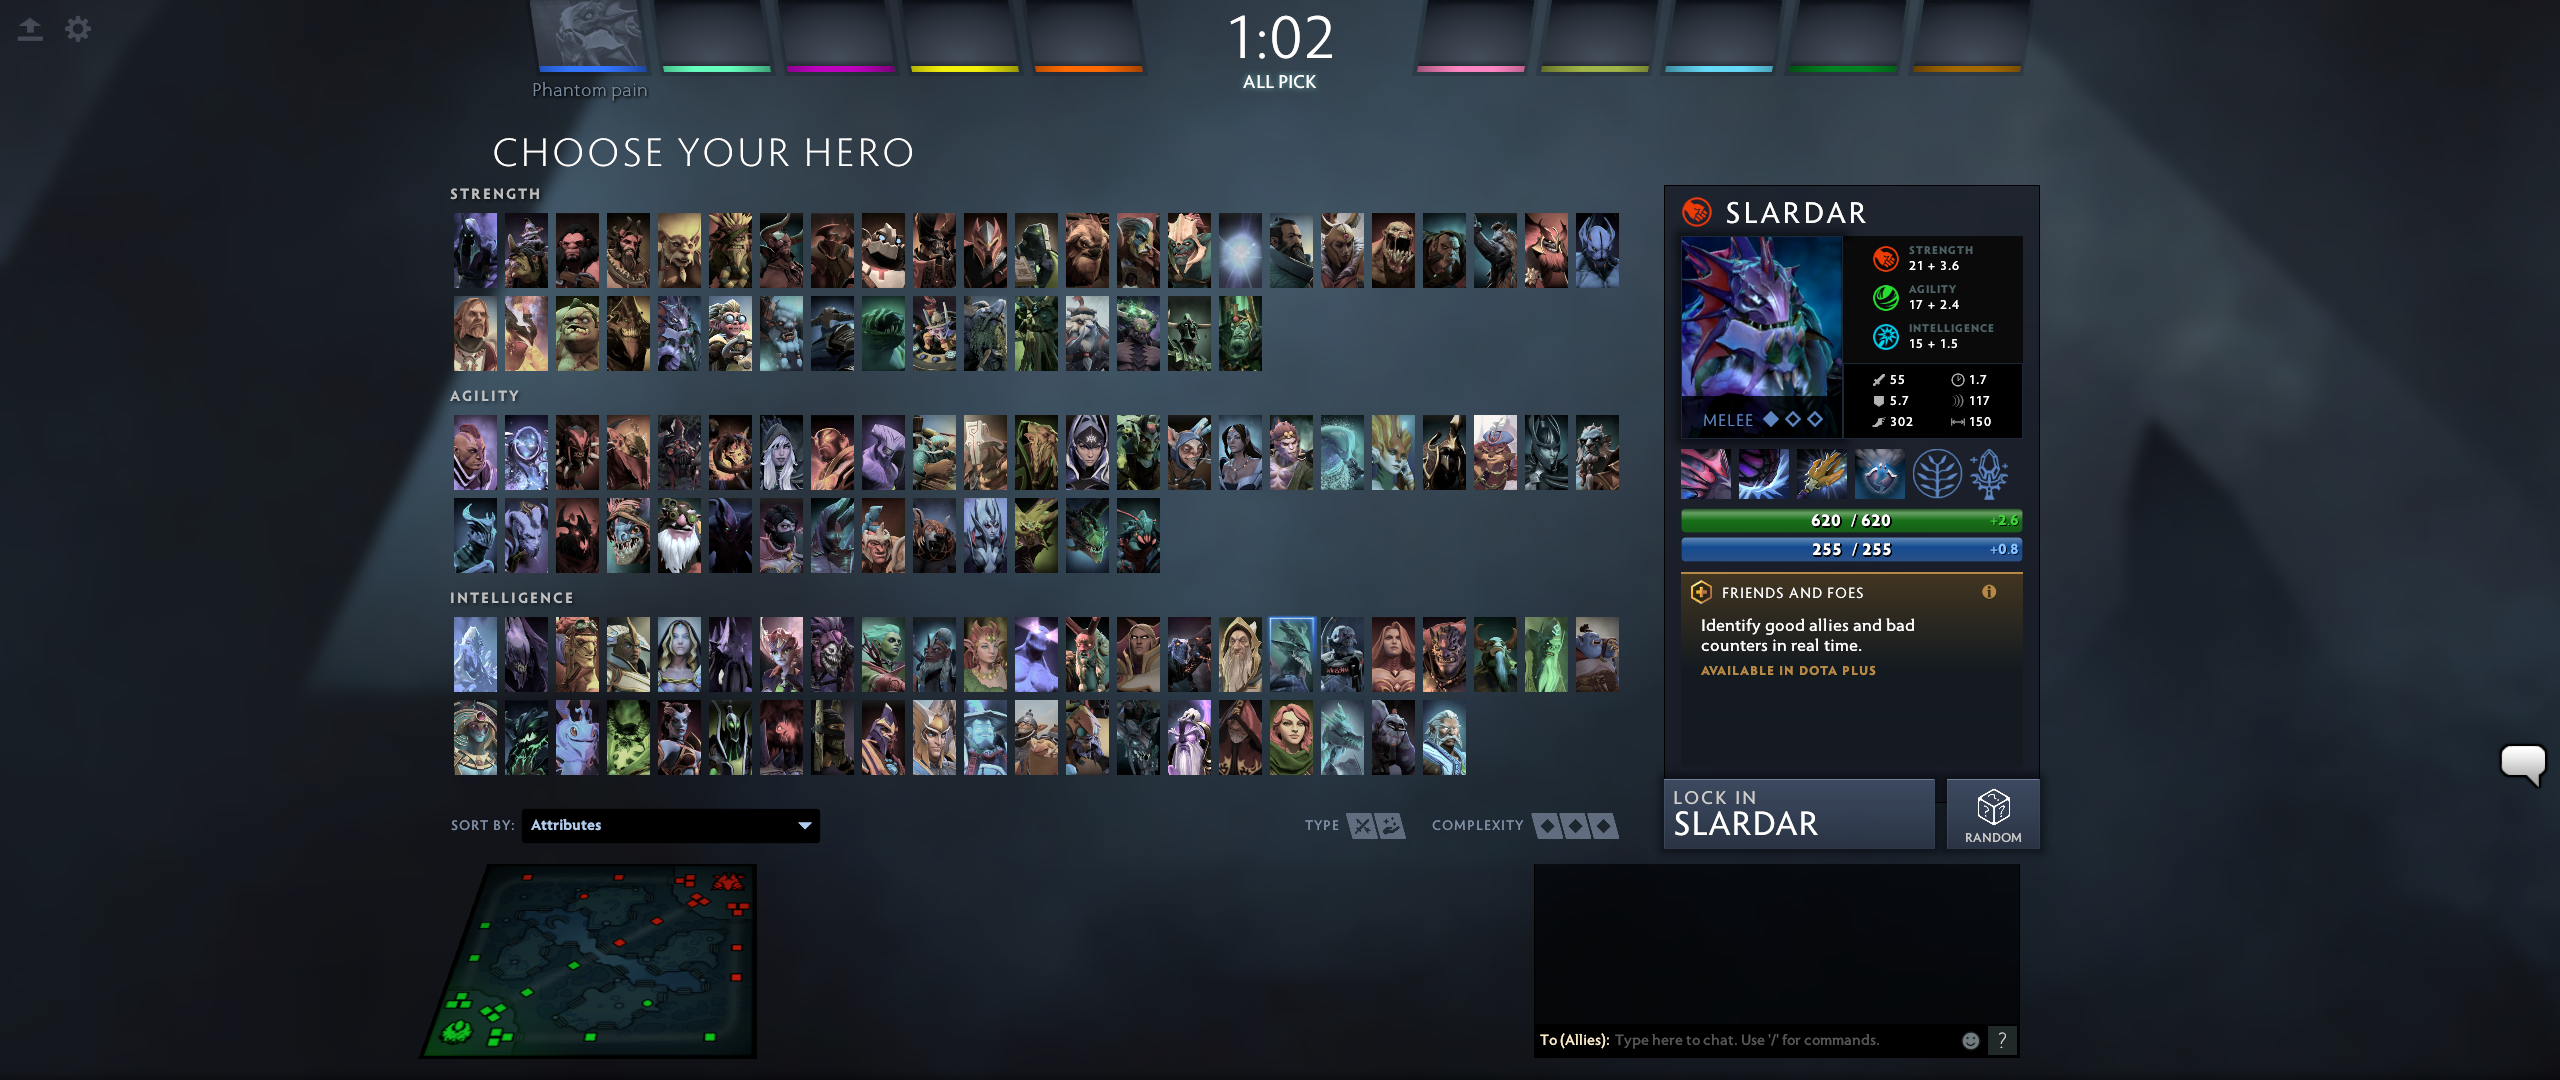 1:02
ALL PICK
Phantom pain
CHOOSE YOUR HERO
STRENGTH
AGILITY
INTELLIGENCE
SORT BY:
Attributes
TYPE
COMPLEXITY
SLARDAR
STRENGTH
21 + 3.6
AGILITY
17 + 2.4
INTELLIGENCE
15 + 1.5
MELEE
55
1.7
5.7
117
302
150
620 / 620
+2.6
255 / 255
+0.8
FRIENDS AND FOES
Identify good allies and bad
counters in real time.
AVAILABLE IN DOTA PLUS
LOCK IN
SLARDAR
RANDOM
To (Allies): Type here to chat. Use '/' for commands.
?